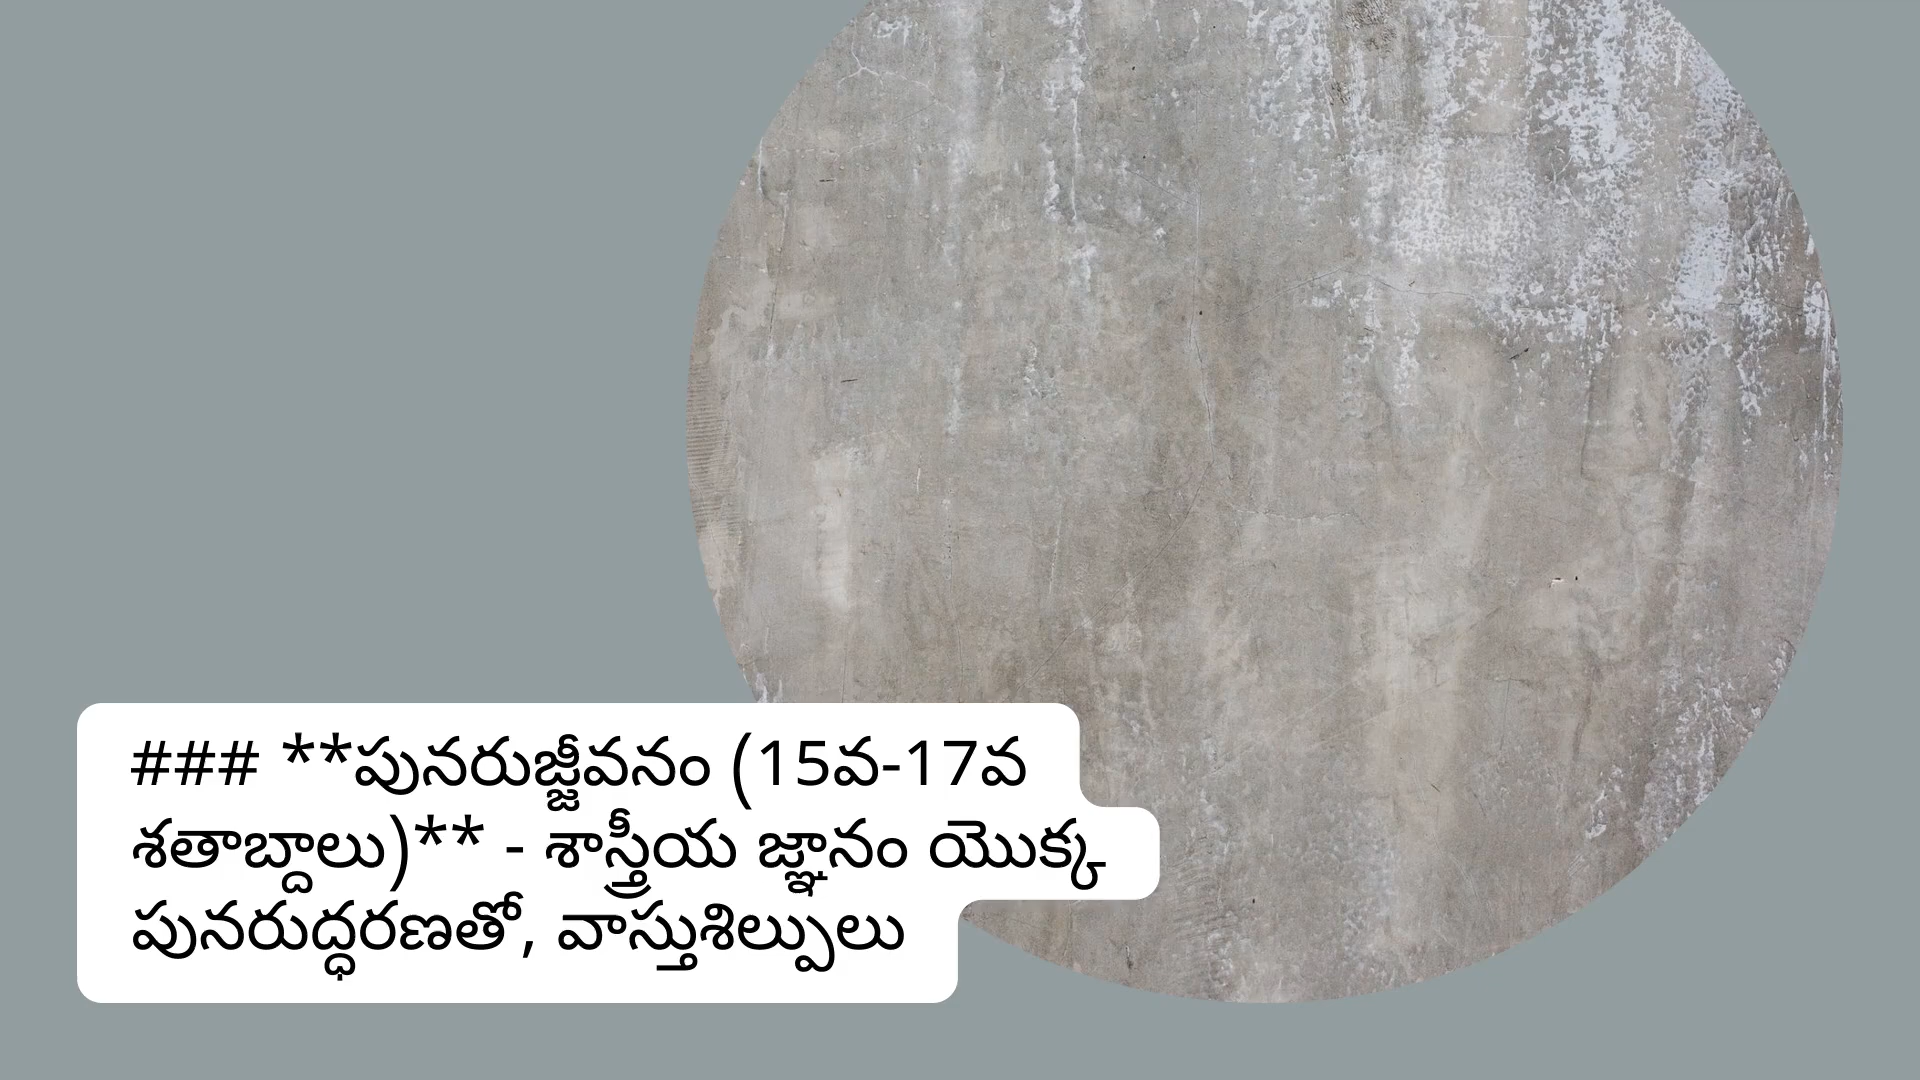 ### **పునరుజ్జీవనం (15వ-17వ
శతాబ్దాలు)** - శాస్త్రీయ జ్ఞానం యొక్క
పునరుద్ధరణతో, వాస్తుశిల్పులు